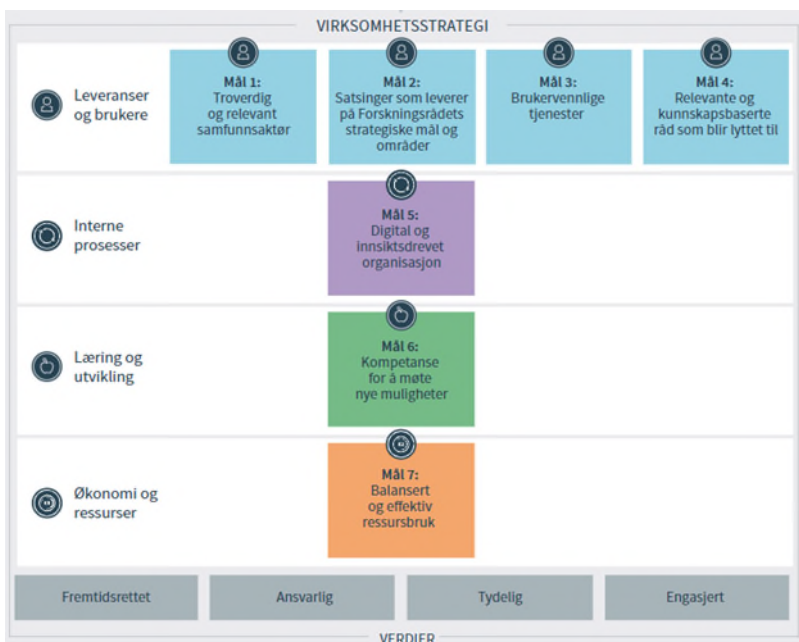 VIRKSOMHETSSTRATEGI
Leveranser
og brukere
Mål 1:
Troverdig
og relevant
samfunnsaktør
Mål 2:
Satsinger som leverer
på Forskningsrådets
strategiske mål og
områder
Mål 3:
Brukervennlige
tjenester
Mål 4:
Relevante og
kunnskapsbaserte
råd som blir lyttet til
Interne
prosesser
Mål 5:
Digital og
innsiktsdrevet
organisasjon
Læring og
utvikling
Mål 6:
Kompetanse
for å møte
nye muligheter
Økonomi og
ressurser
Mål 7:
Balansert
og effektiv
ressursbruk
Fremtidsrettet
Ansvarlig
Tydelig
Engasjert
VERDIER